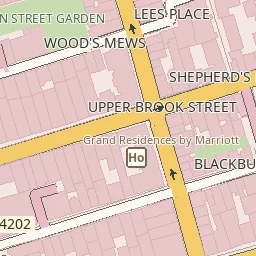 LEES PLACE
N STREET GARDEN
WOOD'S MEWS
SHEPHERD'S
UPPER BROOK STREET
Grand Residences by Marriott
Ho
BLACKBU
4202